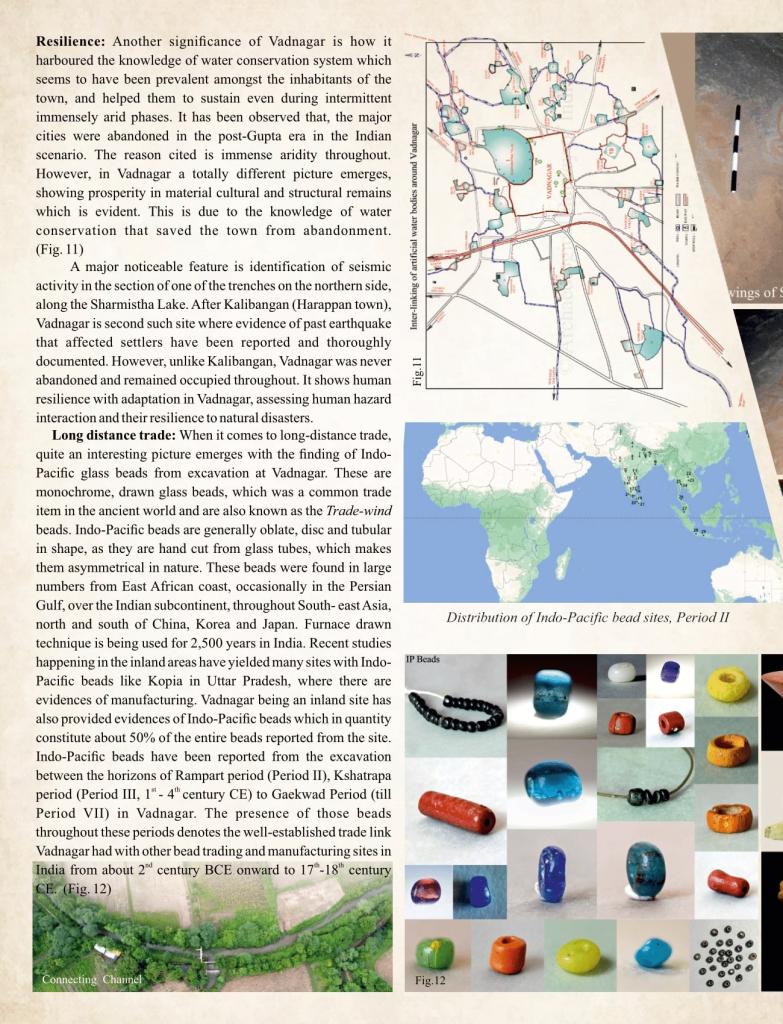 Resilience: Another significance of Vadnagar is how it
harboured the knowledge of water conservation system which
seems to have been prevalent amongst the inhabitants of the
town, and helped them to sustain even during intermittent
immensely arid phases. It has been observed that, the major
cities were abandoned in the post-Gupta era in the Indian
scenario. The reason cited is immense aridity throughout.
However, in Vadnagar a totally different picture emerges,
showing prosperity in material cultural and structural remains
which is evident. This is due to the knowledge of water
conservation that saved the town from abandonment.
(Fig. 11)
A major noticeable feature is identification of seismic
activity in the section of one of the trenches on the northern side,
along the Sharmistha Lake. After Kalibangan (Harappan town),
Vadnagar is second such site where evidence of past earthquake
that affected settlers have been reported and thoroughly
documented. However, unlike Kalibangan, Vadnagar was never
abandoned and remained occupied throughout. It shows human
resilience with adaptation in Vadnagar, assessing human hazard
interaction and their resilience to natural disasters.
Long distance trade: When it comes to long-distance trade,
quite an interesting picture emerges with the finding of Indo-
Pacific glass beads from excavation at Vadnagar. These are
monochrome, drawn glass beads, which was a common trade
item in the ancient world and are also known as the Trade-wind
beads. Indo-Pacific beads are generally oblate, disc and tubular
in shape, as they are hand cut from glass tubes, which makes
them asymmetrical in nature. These beads were found in large
numbers from East African coast, occasionally in the Persian
Gulf, over the Indian subcontinent, throughout South- east Asia,
north and south of China, Korea and Japan. Furnace drawn
technique is being used for 2,500 years in India. Recent studies
happening in the inland areas have yielded many sites with Indo-
Pacific beads like Kopia in Uttar Pradesh, where there are
evidences of manufacturing. Vadnagar being an inland site has
also provided evidences of Indo-Pacific beads which in quantity
constitute about 50% of the entire beads reported from the site.
Indo-Pacific beads have been reported from the excavation
between the horizons of Rampart period (Period II), Kshatrapa
period (Period III, 1st - 4th century CE) to Gaekwad Period (till
Period VII) in Vadnagar. The presence of those beads
throughout these periods denotes the well-established trade link
Vadnagar had with other bead trading and manufacturing sites in
India from about 2nd century BCE onward to 17th-18th century
CE. (Fig. 12)
Connecting Channel
Inter-linking of artificial water bodies around Vadnagar
Fig.11
VADNAGAR
wings of S
Distribution of Indo-Pacific bead sites, Period II
IP Beads
Fig.12